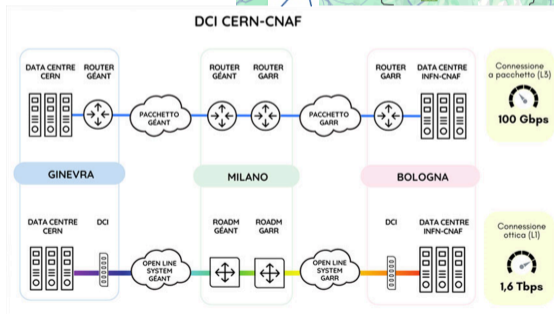 DCI CERN-CNAF
DATA CENTRE
CERN
ROUTER
GÉANT
PACCHETTO
GÉANT
ROUTER
GÉANT
ROUTER
GARR
PACCHETTO
GARR
ROUTER
GARR
DATA CENTRE
INFN-CNAF
Connessione
a pacchetto (L3)
100 Gbps
GINEVRA
MILANO
BOLOGNA
DATA CENTRE
CERN
DCI
OPEN LINE
SYSTEM
GÉANT
ROADM
GÉANT
ROADM
GARR
OPEN LINE
SYSTEM
GARR
DCI
DATA CENTRE
INFN-CNAF
Connessione
ottica (L1)
1,6 Tbps